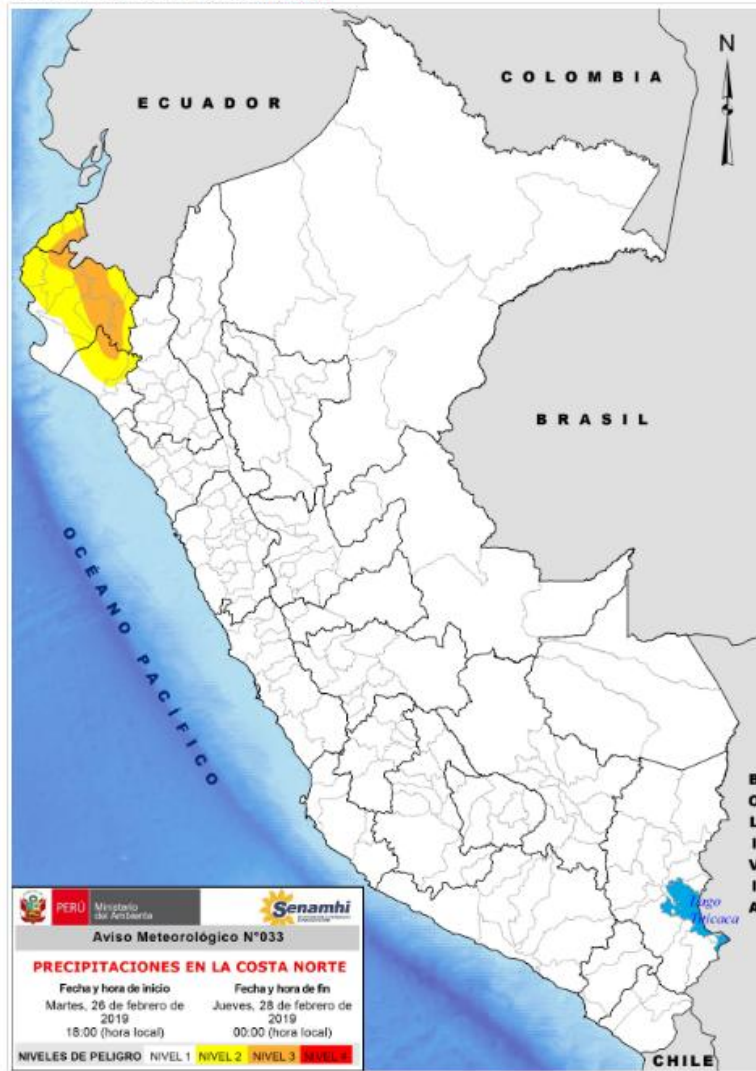 N
COLOMBIA
ECUADOR
BRASIL
OCÉANO PACÍFICO
BOLIVIA
Lago
Titicaca
PERÚ
Ministerio
del Ambiente
Senamhi
Aviso Meteorológico N°033
PRECIPITACIONES EN LA COSTA NORTE
Fecha y hora de inicio
Martes, 26 de febrero de
2019
18:00 (hora local)
Fecha y hora de fin
Jueves, 28 de febrero de
2019
00:00 (hora local)
NIVELES DE PELIGRO NIVEL 1 NIVEL 2 NIVEL 3 NIVEL 4
CHILE